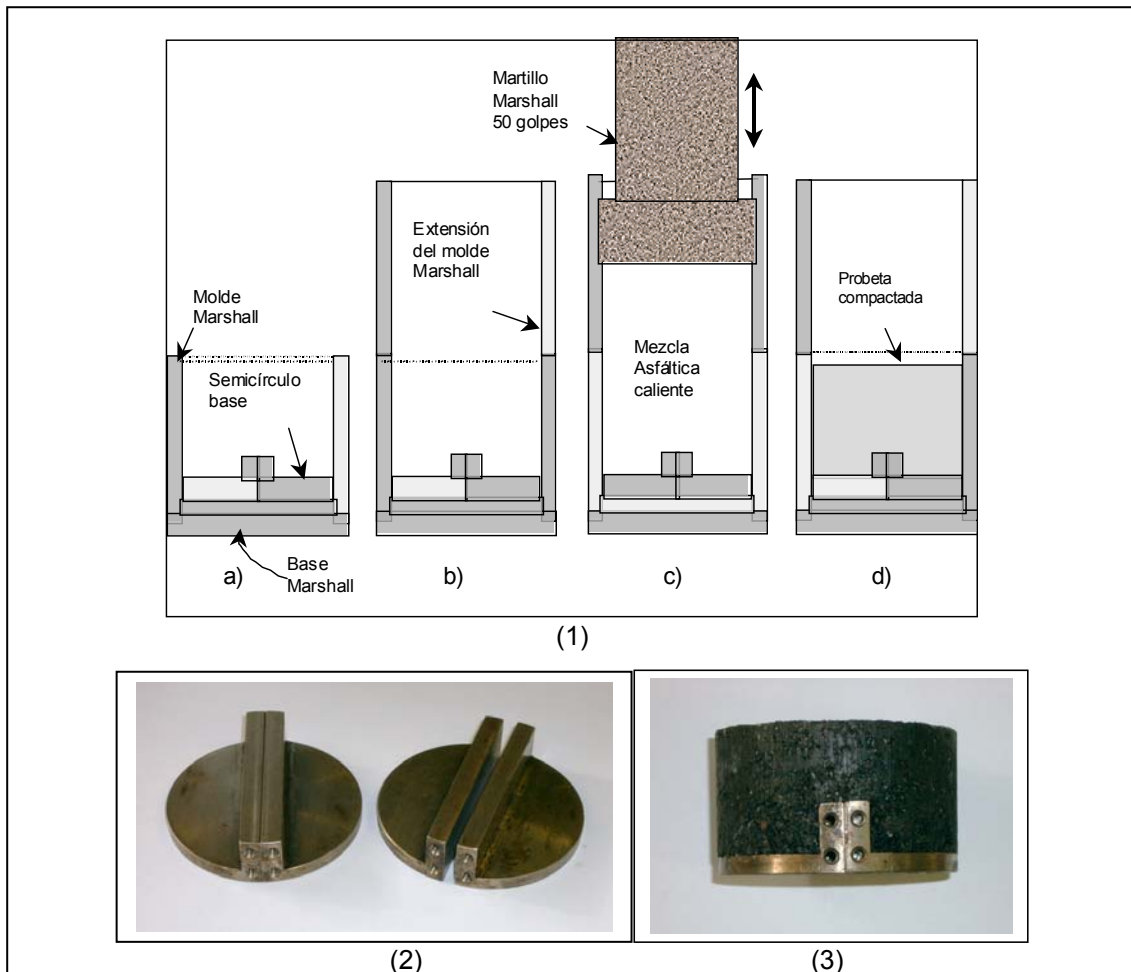 Martillo
Marshall
50 golpes
Extensión
del molde
Marshall
Molde
Marshall
Semicírculo
base
Mezcla
Asfáltica
caliente
Probeta
compactada
Base
Marshall
a)
b)
c)
d)
(1)
(2)
(3)